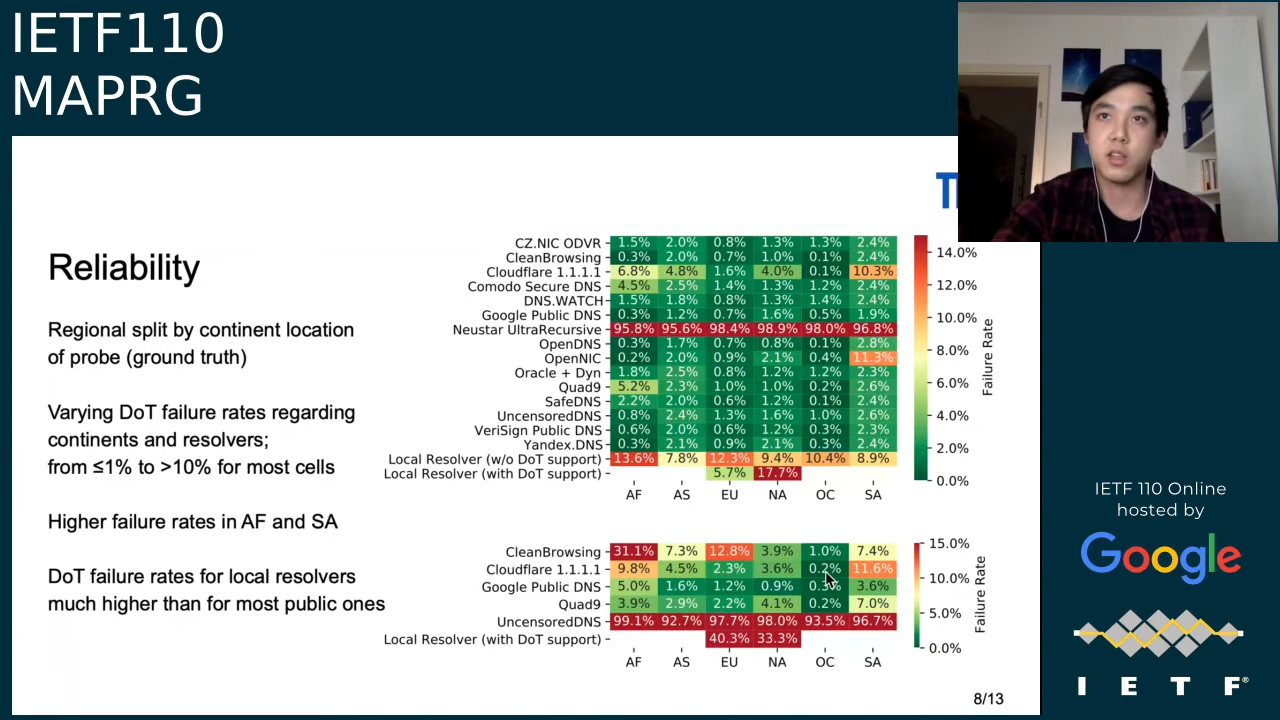 IETF110
MAPRG
Reliability
Regional split by continent location
of probe (ground truth)
Varying DoT failure rates regarding
continents and resolvers;
from ≤1% to >10% for most cells
Higher failure rates in AF and SA
DoT failure rates for local resolvers
much higher than for most public ones
CZ.NIC ODVR 1.5% 2.0% 0.8% 1.3% 1.3% 2.4%
CleanBrowsing 0.3% 2.0% 0.7% 1.0% 0.1% 2.4%
Cloudflare 1.1.1.1 6.8% 4.8% 1.6% 4.0% 0.1% 10.3%
Comodo Secure DNS 4.5% 2.5% 1.4% 1.3% 1.2% 2.4%
DNS.WATCH 1.5% 1.8% 0.8% 1.3% 1.4% 2.4%
Google Public DNS 0.3% 1.2% 0.7% 1.6% 0.5% 1.9%
Neustar UltraRecursive 95.8% 95.6% 98.4% 98.9% 98.0% 96.8%
OpenDNS 0.3% 1.7% 0.7% 0.8% 0.1% 2.8%
OpenNIC 0.2% 2.0% 0.9% 2.1% 0.4% 11.3%
Oracle + Dyn 1.8% 2.5% 0.8% 1.2% 1.2% 2.3%
Quad9 5.2% 2.3% 1.0% 1.0% 0.2% 2.6%
SafeDNS 2.2% 2.0% 0.6% 1.2% 0.1% 2.4%
UncensoredDNS 0.8% 2.4% 1.3% 1.6% 1.0% 2.6%
VeriSign Public DNS 0.6% 2.0% 0.6% 1.2% 0.3% 2.3%
Yandex.DNS 0.3% 2.1% 0.9% 2.1% 0.3% 2.4%
Local Resolver (w/o DoT support) 13.6% 7.8% 12.3% 9.4% 10.4% 8.9%
Local Resolver (with DoT support) 5.7% 17.7%
AF AS EU NA OC SA
14.0%
12.0%
10.0%
8.0%
6.0%
4.0%
2.0%
0.0%
Failure Rate
CleanBrowsing 31.1% 7.3% 12.8% 3.9% 1.0% 7.4%
Cloudflare 1.1.1.1 9.8% 4.5% 2.3% 3.6% 0.2% 11.6%
Google Public DNS 5.0% 1.6% 1.2% 0.9% 0.3% 3.6%
Quad9 3.9% 2.9% 2.2% 4.1% 0.2% 7.0%
UncensoredDNS 99.1% 92.7% 97.7% 98.0% 93.5% 96.7%
Local Resolver (with DoT support) 40.3% 33.3%
AF AS EU NA OC SA
15.0%
10.0%
5.0%
0.0%
Failure Rate
8/13
IETF 110 Online
hosted by
Google
I E T F®